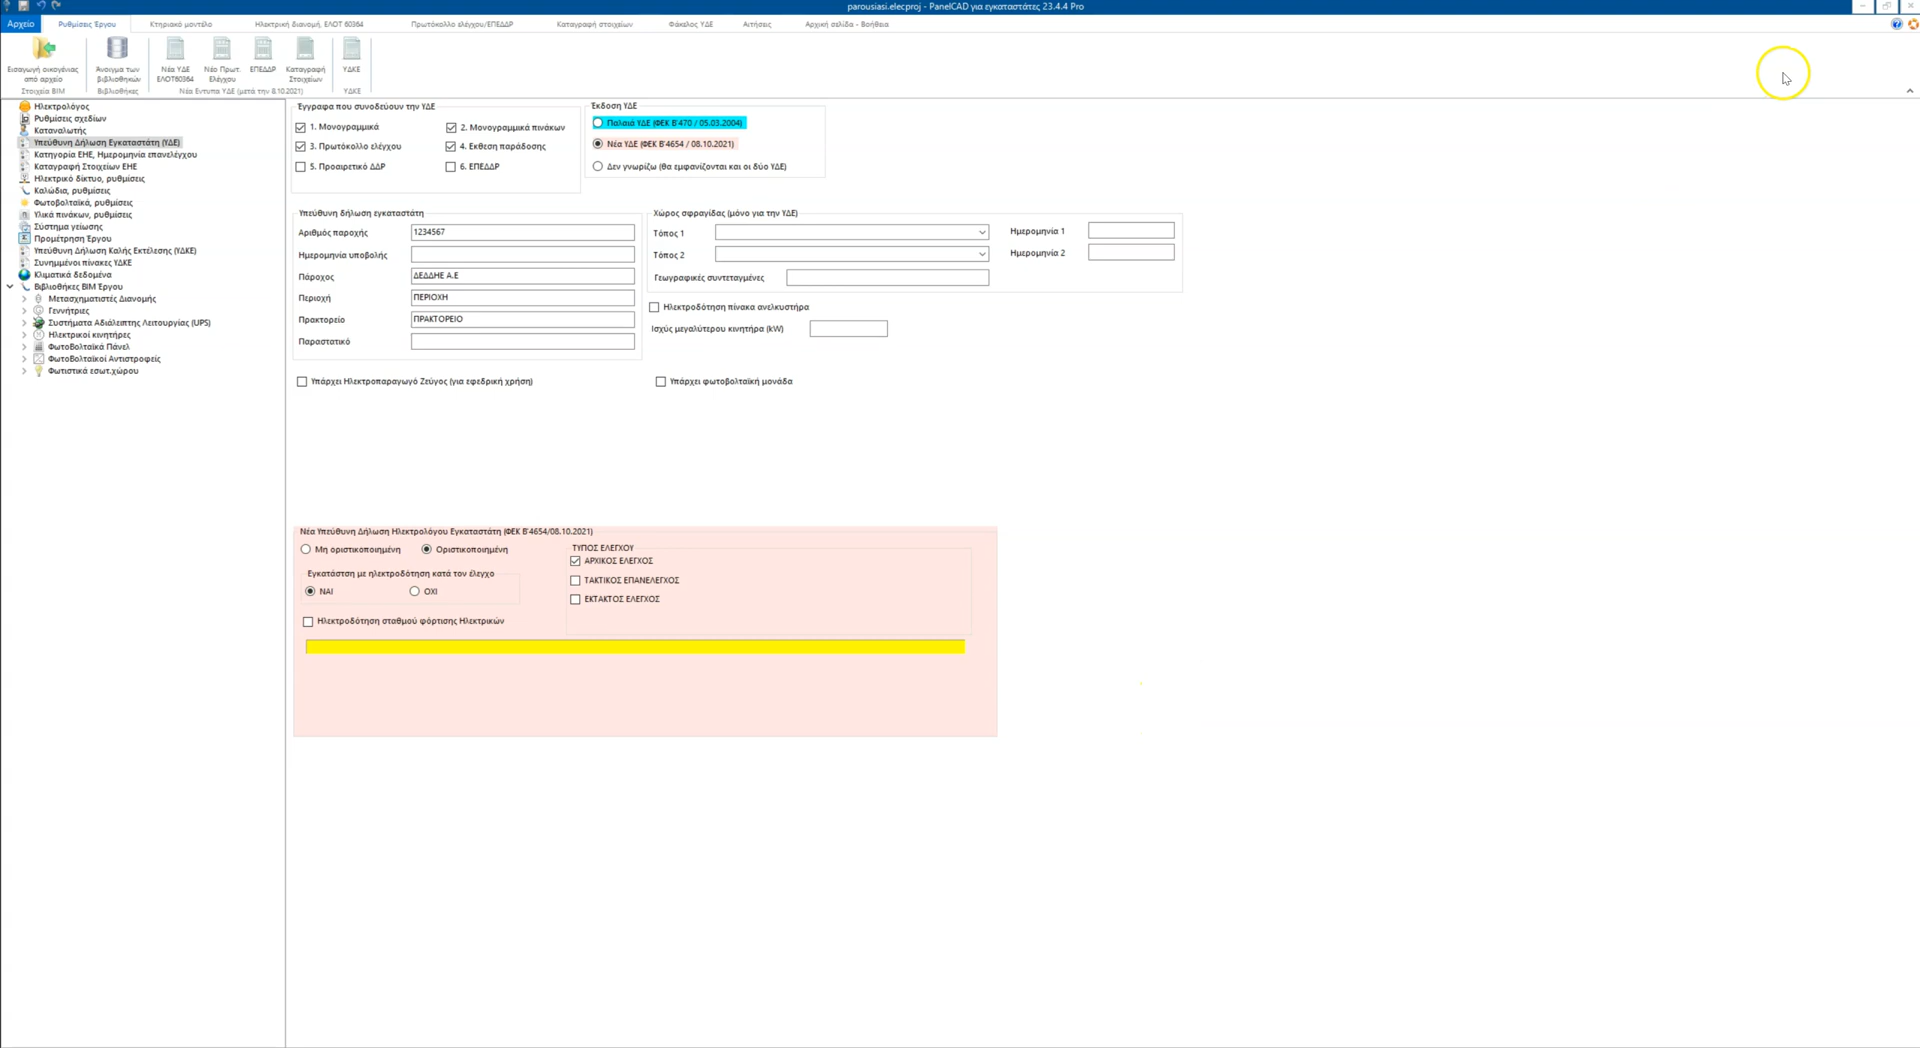 parousiasi.elecproj - PanelCAD για εγκαταστάτες 23.4.4 Pro
Αρχείο Ρυθμίσεις Έργου Κτηριακό μοντέλο Ηλεκτρική διανομή, ΕΛΟΤ 60364 Πρωτόκολλο ελέγχου/ΕΠΕΔΔΡ Καταγραφή στοιχείων Φάκελος ΥΔΕ Αιτήσεις Αρχική σελίδα - Βοήθεια
Εισαγωγή οικογένιας από αρχείο
Άνοιγμα των βιβλιοθηκών
Νέα ΥΔΕ ΕΛΟΤ60364
Νέο Πρωτ. Ελέγχου
ΕΠΕΔΔΡ
Καταγραφή Στοιχείων
ΥΔΚΕ
Στοιχεία BIM Βιβλιοθήκες Νέα Εντυπα ΥΔΕ (μετά την 8.10.2021) ΥΔΚΕ
Ηλεκτρολόγος
Ρυθμίσεις σχεδίων
Καταναλωτής
Υπεύθυνη Δήλωση Εγκαταστάτη (ΥΔΕ)
Κατηγορία ΕΗΕ, Ημερομηνία επανελέγχου
Καταγραφή Στοιχείων ΕΗΕ
Ηλεκτρικό δίκτυο, ρυθμίσεις
Καλώδια, ρυθμίσεις
Φωτοβολταϊκά, ρυθμίσεις
Υλικά πινάκων, ρυθμίσεις
Σύστημα γείωσης
Προμέτρηση Έργου
Υπεύθυνη Δήλωση Καλής Εκτέλεσης (ΥΔΚΕ)
Συνημμένοι πίνακες ΥΔΚΕ
Κλιματικά δεδομένα
Βιβλιοθήκες BIM Έργου
Μετασχηματιστές Διανομής
Γεννήτριες
Συστήματα Αδιάλειπτης Λειτουργίας (UPS)
Ηλεκτρικοί κινητήρες
ΦωτοΒολταϊκά Πάνελ
ΦωτοΒολταϊκοί Αντιστροφείς
Φωτιστικά εσωτ.χώρου
Έγγραφα που συνοδεύουν την ΥΔΕ
1. Μονογραμμικά 2. Μονογραμμικά πινάκων
3. Πρωτόκολλο ελέγχου 4. Εκθεση παράδοσης
5. Προαιρετικό ΔΔΡ 6. ΕΠΕΔΔΡ
Έκδοση ΥΔΕ
Παλαιά ΥΔΕ (ΦΕΚ Β΄470 / 05.03.2004)
Νέα ΥΔΕ (ΦΕΚ Β΄4654 / 08.10.2021)
Δεν γνωρίζω (θα εμφανίζονται και οι δύο ΥΔΕ)
Υπεύθυνη δήλωση εγκαταστάτη
Αριθμός παροχής 1234567
Ημερομηνία υποβολής
Πάροχος ΔΕΔΔΗΕ Α.Ε
Περιοχή ΠΕΡΙΟΧΗ
Πρακτορείο ΠΡΑΚΤΟΡΕΙΟ
Παραστατικό
Χώρος σφραγίδας (μόνο για την ΥΔΕ)
Τόπος 1 Ημερομηνία 1
Τόπος 2 Ημερομηνία 2
Γεωγραφικές συντεταγμένες
Ηλεκτροδότηση πίνακα ανελκυστήρα
Ισχύς μεγαλύτερου κινητήρα (kW)
Υπάρχει Ηλεκτροπαραγωγό Ζεύγος (για εφεδρική χρήση) Υπάρχει φωτοβολταϊκή μονάδα
Νέα Υπεύθυνη Δήλωση Ηλεκτρολόγου Εγκαταστάτη (ΦΕΚ Β΄4654/08.10.2021)
Μη οριστικοποιημένη Οριστικοποιημένη
Εγκατάστση με ηλεκτροδότηση κατά τον έλεγχο
ΝΑΙ ΟΧΙ
Ηλεκτροδότηση σταθμού φόρτισης Ηλεκτρικών
ΤΥΠΟΣ ΕΛΕΓΧΟΥ
ΑΡΧΙΚΟΣ ΕΛΕΓΧΟΣ
ΤΑΚΤΙΚΟΣ ΕΠΑΝΕΛΕΓΧΟΣ
ΕΚΤΑΚΤΟΣ ΕΛΕΓΧΟΣ